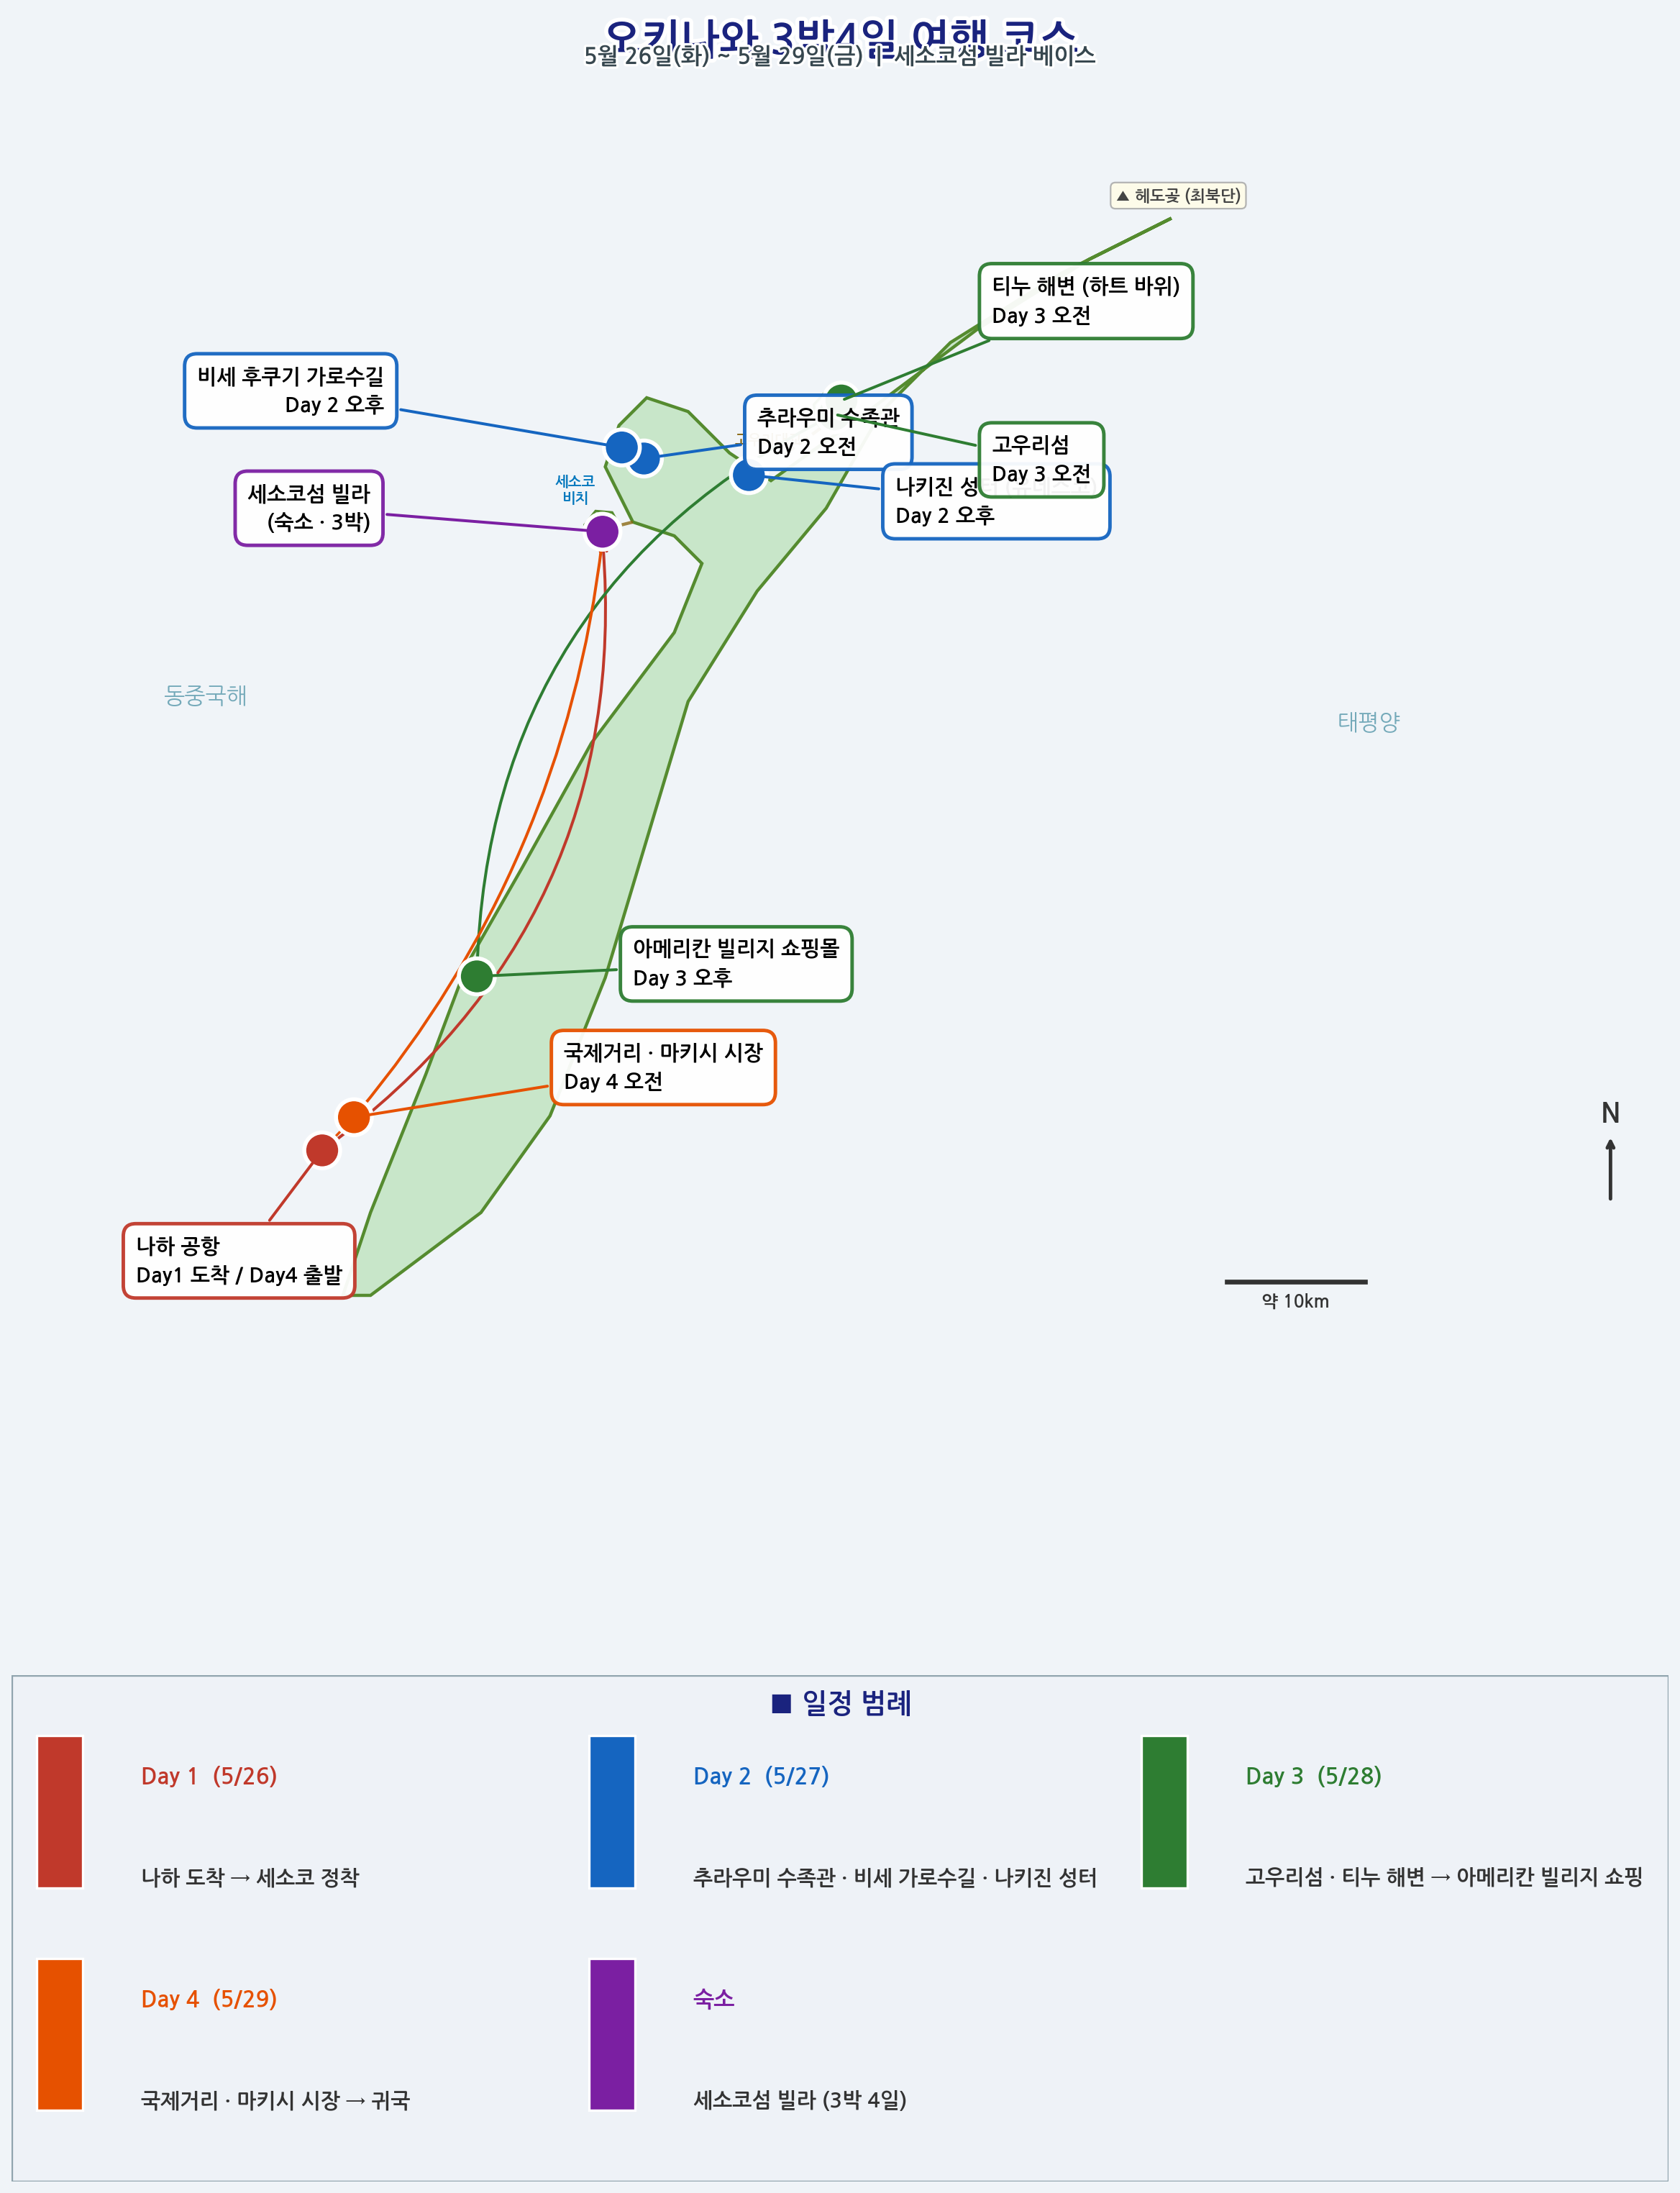 오키나와 3박4일 여행 코스
5월 26일(화) ~ 5월 29일(금) | 세소코섬 빌라 베이스
▲ 헤도곶 (최북단)
티누 해변 (하트 바위)
Day 3 오전
비세 후쿠기 가로수길
Day 2 오후
추라우미 수족관
Day 2 오전
고우리섬
Day 3 오전
세소코
비치
세소코섬 빌라
(숙소 · 3박)
나키진
Day 2 오후
동중국해
태평양
아메리칸 빌리지 쇼핑몰
Day 3 오후
국제거리 · 마키시 시장
Day 4 오전
N
나하 공항
Day1 도착 / Day4 출발
약 10km
■ 일정 범례
Day 1 (5/26)
나하 도착 → 세소코 정착
Day 2 (5/27)
추라우미 수족관 · 비세 가로수길 · 나키진 성터
Day 3 (5/28)
고우리섬 · 티누 해변 → 아메리칸 빌리지 쇼핑
Day 4 (5/29)
국제거리 · 마키시 시장 → 귀국
숙소
세소코섬 빌라 (3박 4일)